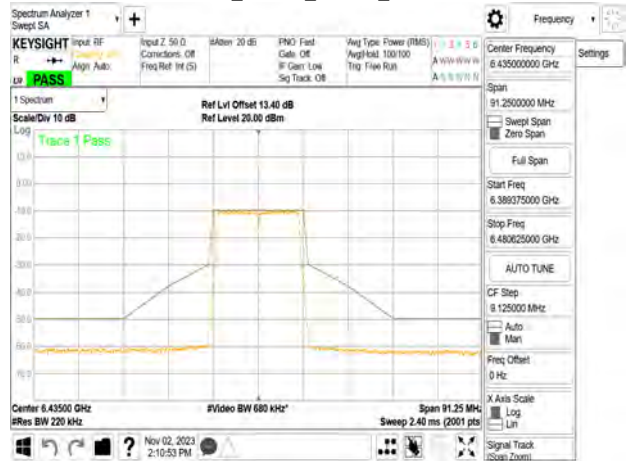 Spectrum Analyzer 1
Swept SA
Frequency
KEYSIGHT
Input: RF
Input Z: 50 Ω
#Atten: 20 dB
PNO: Fast
Avg Type: Power (RMS)
Align: Auto
Corrections: Off
Freq Ref: Int (S)
Gate: Off
IF Gain: Low
Sig Track: Off
Avg|Hold: 100/100
Trig: Free Run
PASS
Center Frequency
6.435000000 GHz
Settings
Span
91.2500000 MHz
Swept Span
Zero Span
Full Span
Start Freq
6.389375000 GHz
Stop Freq
6.480625000 GHz
AUTO TUNE
CF Step
9.125000 MHz
Auto
Man
Freq Offset
0 Hz
X Axis Scale
Log
Lin
Signal Track
(Span Zoom)
1 Spectrum
Scale/Div 10 dB
Ref Lvl Offset 13.40 dB
Ref Level 20.00 dBm
Log
Trace 1 Pass
Center 6.43500 GHz
#Video BW 680 kHz*
Span 91.25 MHz
#Res BW 220 kHz
Sweep 2.40 ms (2001 pts
Nov 02, 2023
2:10:53 PM